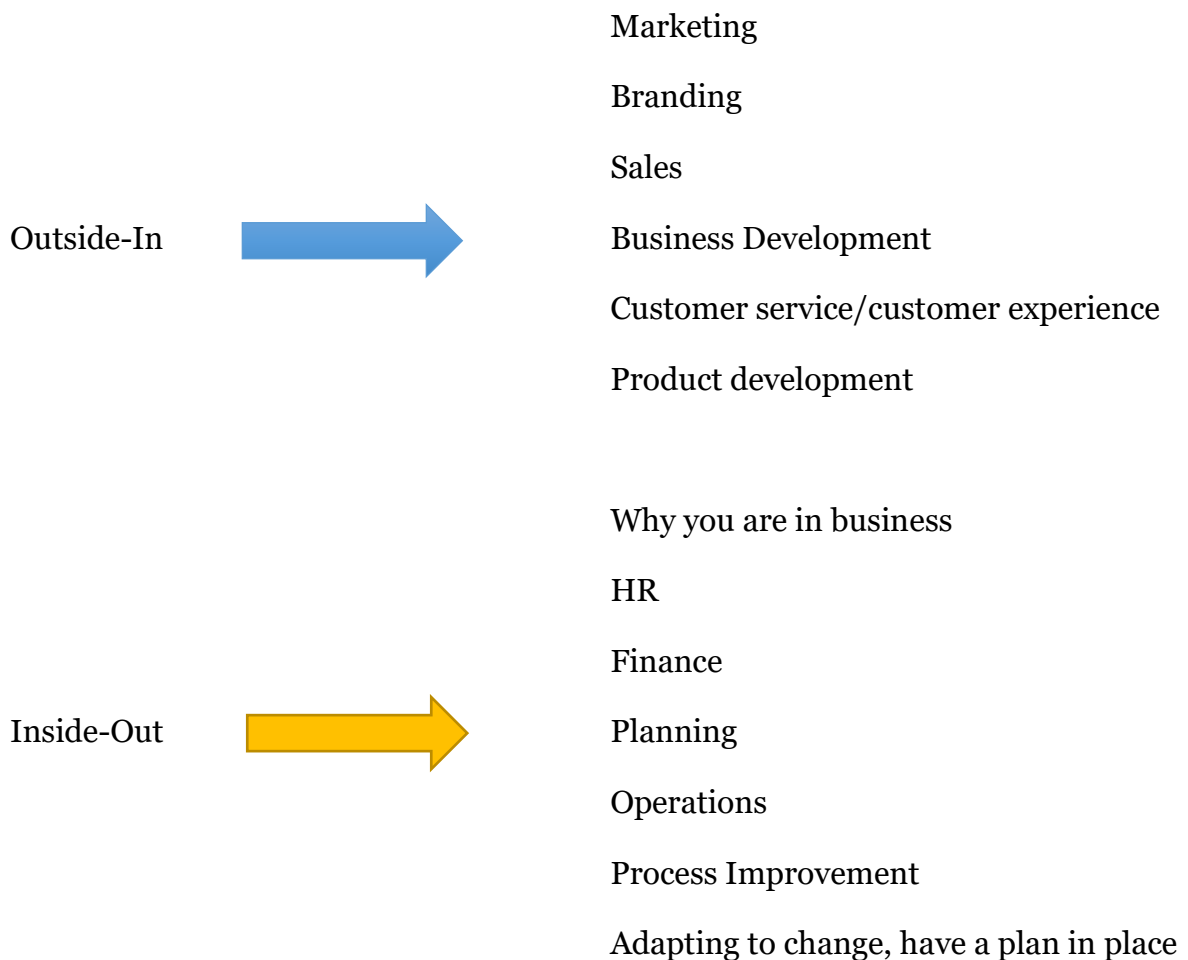 Marketing
Branding
Sales
Outside-In
Business Development
Customer service/customer experience
Product development
Why you are in business
HR
Finance
Inside-Out
Planning
Operations
Process Improvement
Adapting to change, have a plan in place